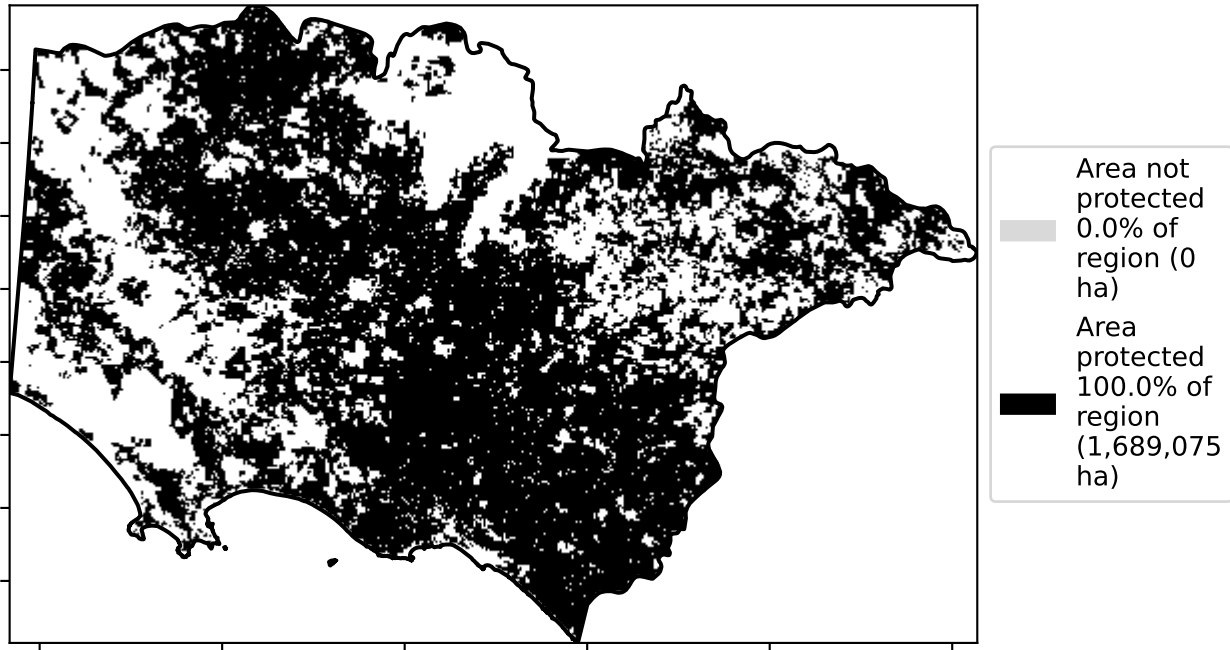 Area not
protected
0.0% of
region (0
ha)
Area
protected
100.0% of
region
(1,689,075
ha)